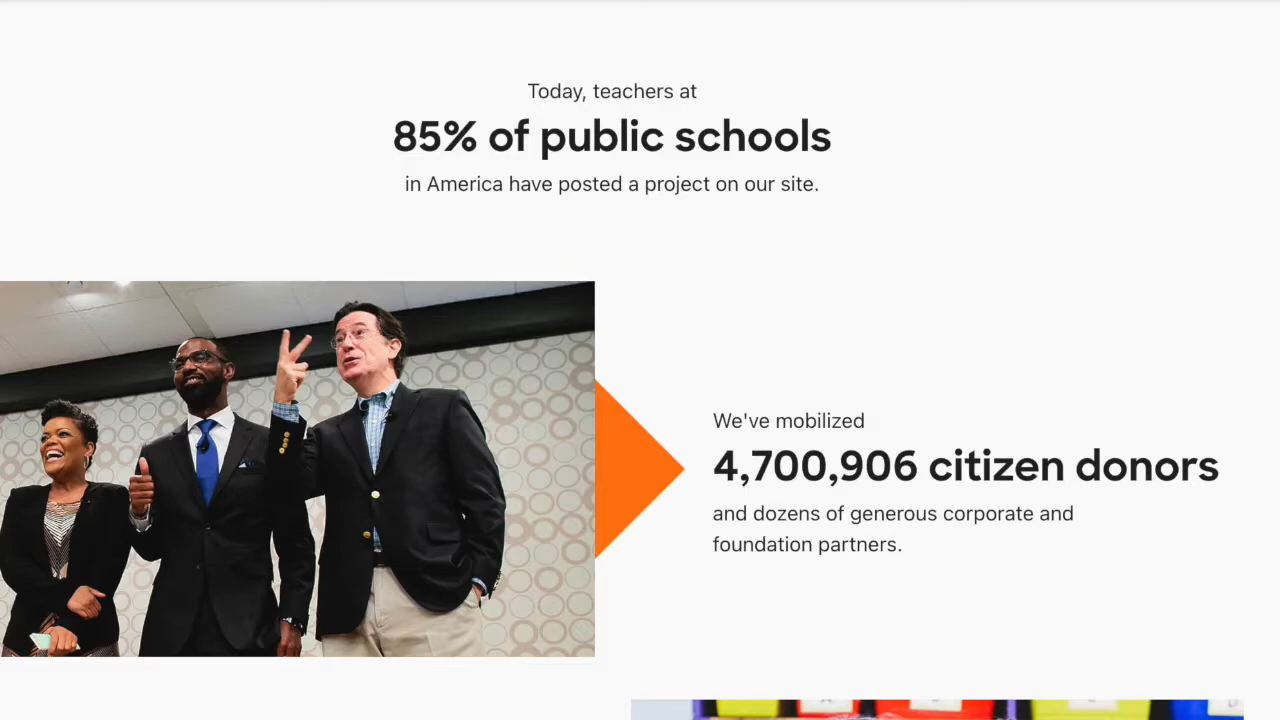 Today, teachers at
85% of public schools
in America have posted a project on our site.
We've mobilized
4,700,906 citizen donors
and dozens of generous corporate and
foundation partners.